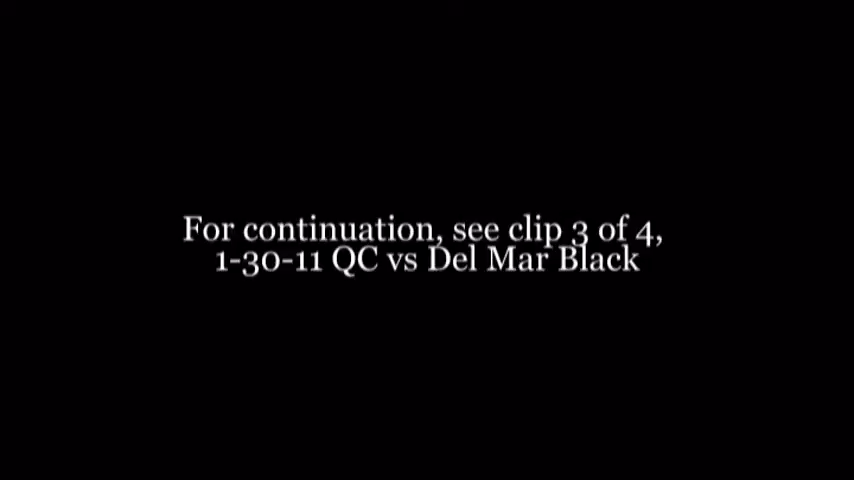 For continuation, see clip 3 of 4,
1-30-11 QC vs Del Mar Black